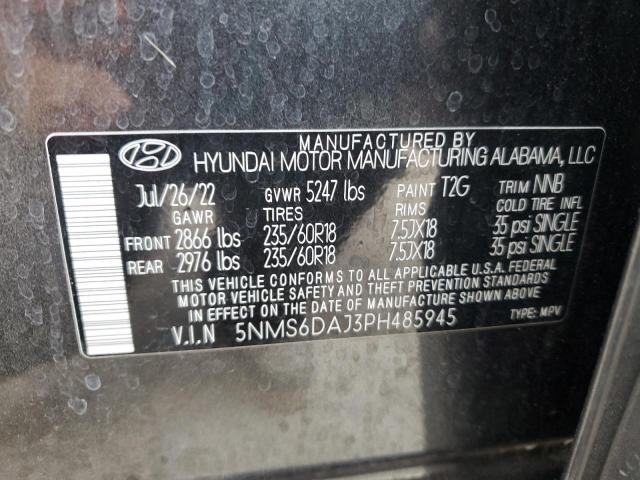 MANUFACTURED BY
HYUNDAI MOTOR MANUFACTURING ALABAMA, LLC
Jul/26/22 GVWR 5247 lbs PAINT T2G TRIM NNB
GAWR TIRES RIMS COLD TIRE INFL
FRONT 2866 lbs 235/60R18 7.5JX18 35 psi SINGLE
REAR 2976 lbs 235/60R18 7.5JX18 35 psi SINGLE
THIS VEHICLE CONFORMS TO ALL APPLICABLE U.S.A. FEDERAL
MOTOR VEHICLE SAFETY AND THEFT PREVENTION STANDARDS
IN EFFECT ON THE DATE OF MANUFACTURE SHOWN ABOVE.
V.I.N 5NMS6DAJ3PH485945 TYPE: MPV